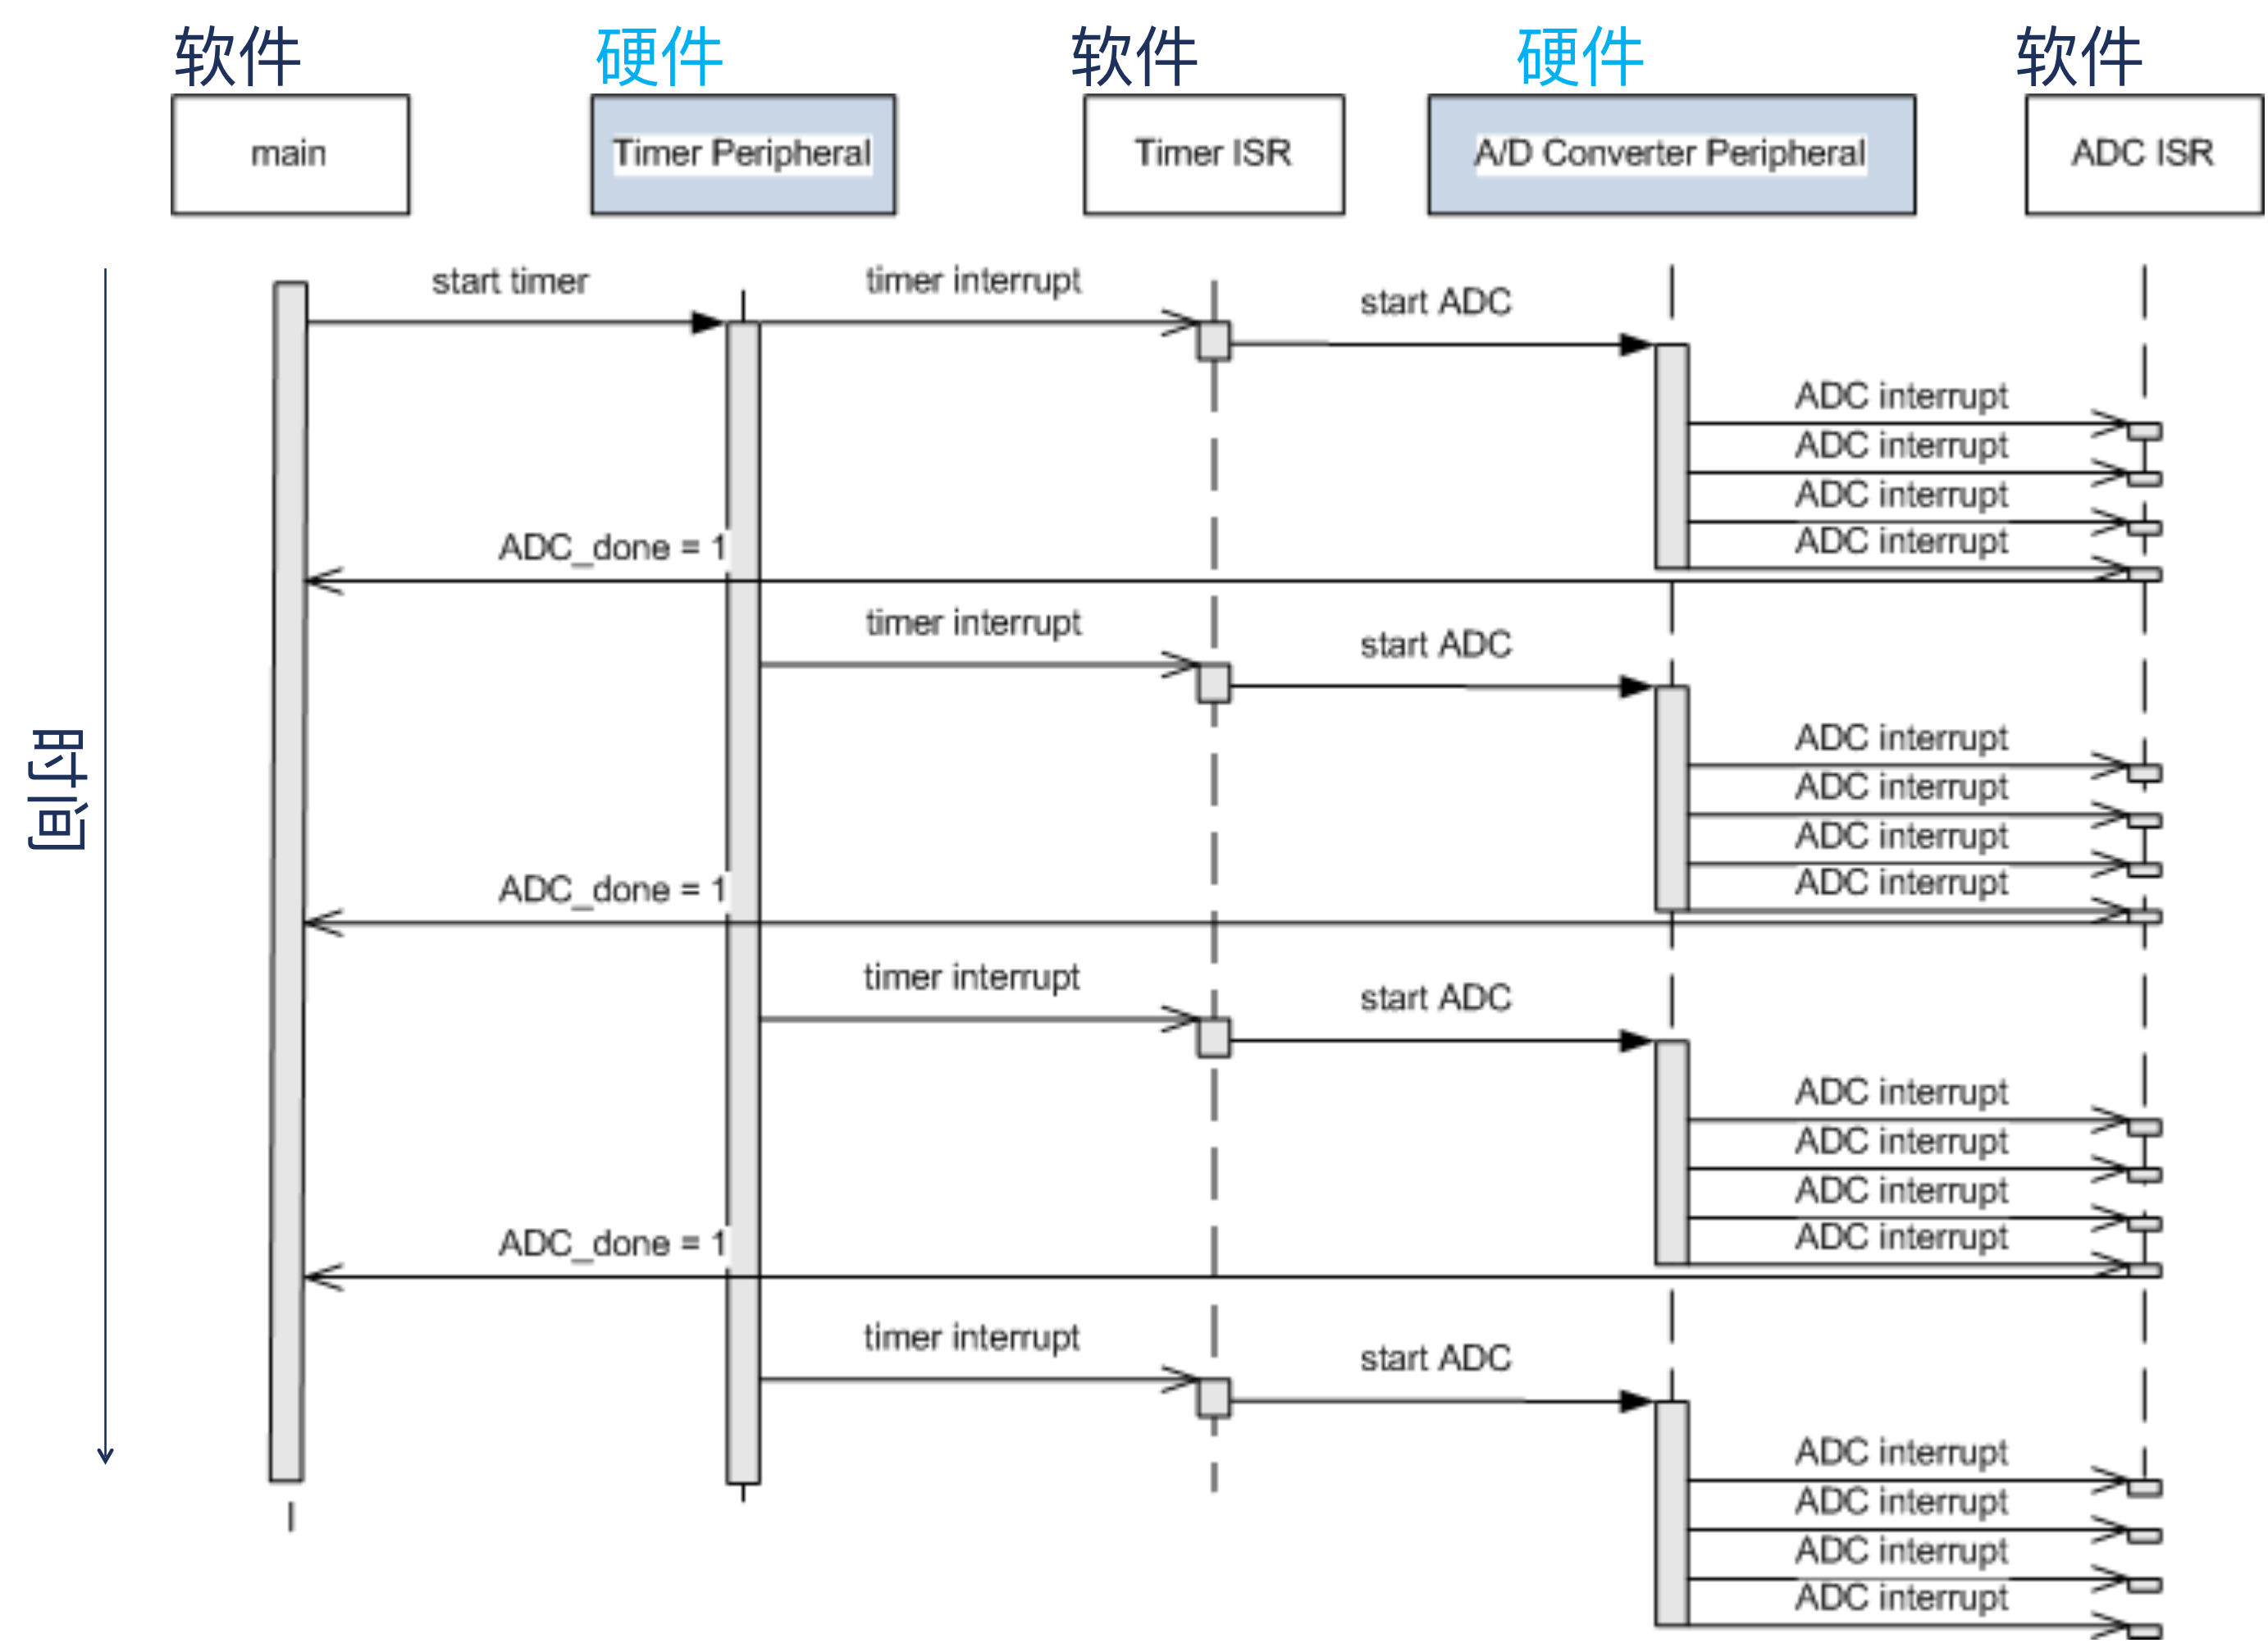 软件
硬件
软件
硬件
软件
main
Timer Peripheral
Timer ISR
A/D Converter Peripheral
ADC ISR
时间
start timer
timer interrupt
start ADC
ADC interrupt
ADC interrupt
ADC interrupt
ADC interrupt
ADC_done = 1
timer interrupt
start ADC
ADC interrupt
ADC interrupt
ADC interrupt
ADC interrupt
ADC_done = 1
timer interrupt
start ADC
ADC interrupt
ADC interrupt
ADC interrupt
ADC interrupt
ADC_done = 1
timer interrupt
start ADC
ADC interrupt
ADC interrupt
ADC interrupt
ADC interrupt